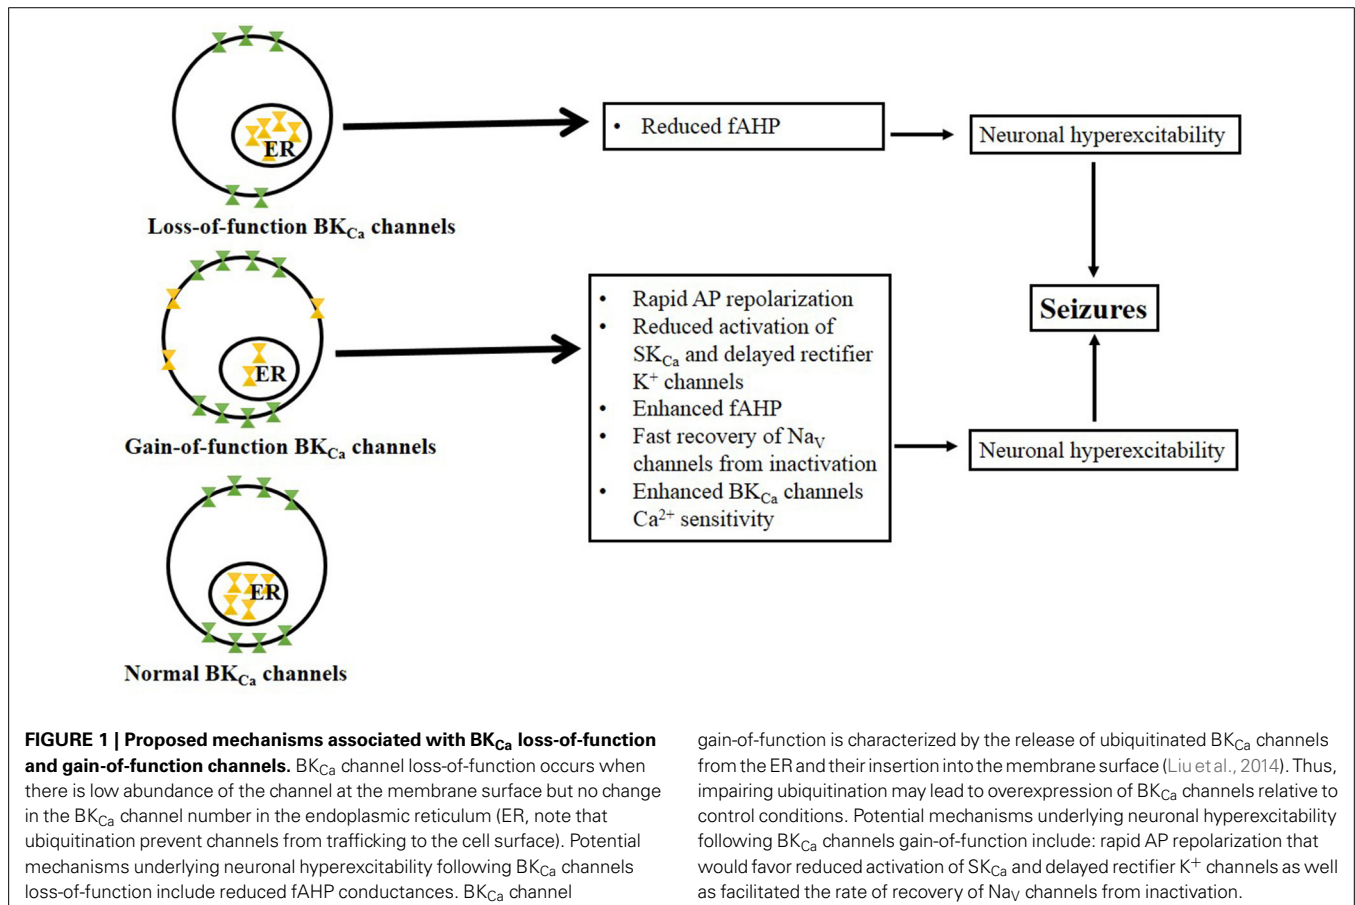 ER
• Reduced fAHP
Neuronal hyperexcitability
Loss-of-function BKCa channels
ER
• Rapid AP repolarization
• Reduced activation of
SKCa and delayed rectifier
K+ channels
• Enhanced fAHP
• Fast recovery of NaV
channels from inactivation
• Enhanced BKCa channels
Ca2+ sensitivity
Seizures
Neuronal hyperexcitability
Gain-of-function BKCa channels
ER
Normal BKCa channels
FIGURE 1 | Proposed mechanisms associated with BKCa loss-of-function
and gain-of-function channels. BKCa channel loss-of-function occurs when
there is low abundance of the channel at the membrane surface but no change
in the BKCa channel number in the endoplasmic reticulum (ER, note that
ubiquitination prevent channels from trafficking to the cell surface). Potential
mechanisms underlying neuronal hyperexcitability following BKCa channels
loss-of-function include reduced fAHP conductances. BKCa channel
gain-of-function is characterized by the release of ubiquitinated BKCa channels
from the ER and their insertion into the membrane surface (Liu et al., 2014). Thus,
impairing ubiquitination may lead to overexpression of BKCa channels relative to
control conditions. Potential mechanisms underlying neuronal hyperexcitability
following BKCa channels gain-of-function include: rapid AP repolarization that
would favor reduced activation of SKCa and delayed rectifier K+ channels as well
as facilitated the rate of recovery of NaV channels from inactivation.